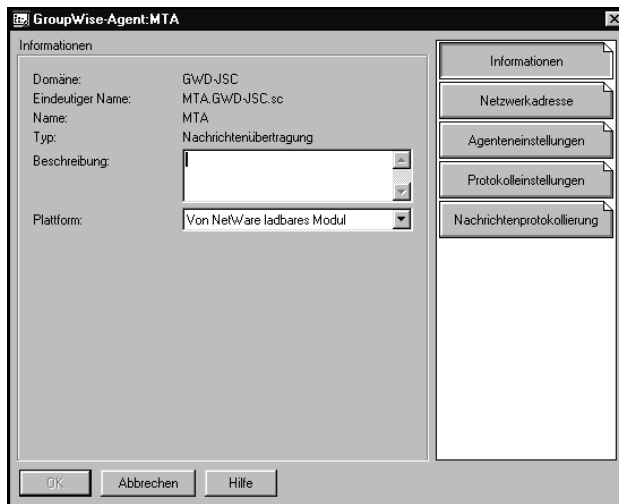 GroupWise-Agent:MTA
Informationen
Domäne: GWD-JSC
Eindeutiger Name: MTA.GWD-JSC.sc
Name: MTA
Typ: Nachrichtenübertragung
Beschreibung:
Plattform: Von NetWare ladbares Modul
Informationen
Netzwerkadresse
Agenteneinstellungen
Protokolleinstellungen
Nachrichtenprotokollierung
OK Abbrechen Hilfe